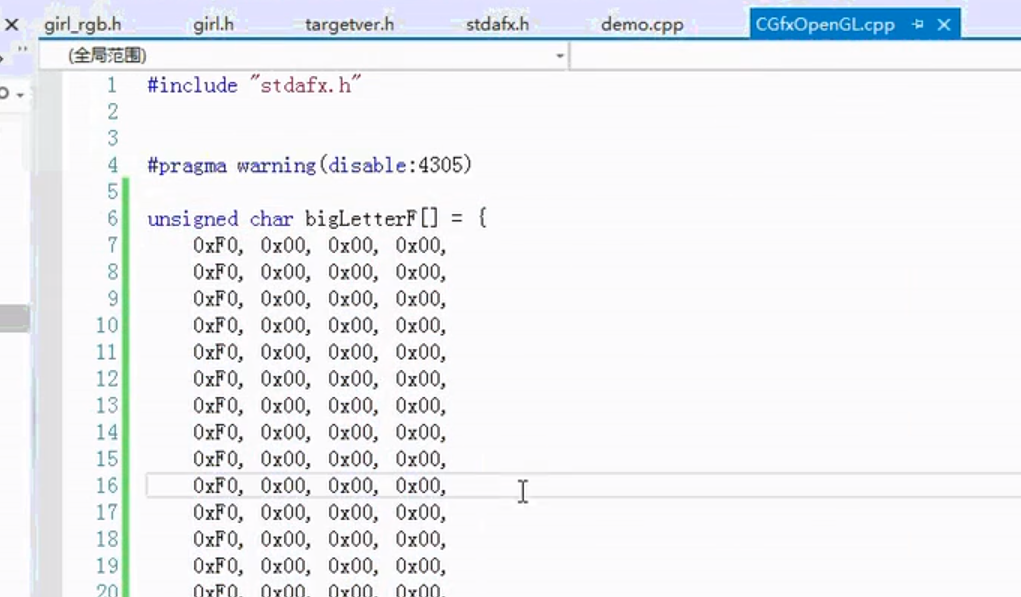 girl_rgb.h girl.h targetver.h stdafx.h demo.cpp CGfxOpenGL.cpp
(全局范围)
1 #include "stdafx.h"
2
3
4 #pragma warning(disable:4305)
5
6 unsigned char bigLetterF[] = {
7 0xF0, 0x00, 0x00, 0x00,
8 0xF0, 0x00, 0x00, 0x00,
9 0xF0, 0x00, 0x00, 0x00,
10 0xF0, 0x00, 0x00, 0x00,
11 0xF0, 0x00, 0x00, 0x00,
12 0xF0, 0x00, 0x00, 0x00,
13 0xF0, 0x00, 0x00, 0x00,
14 0xF0, 0x00, 0x00, 0x00,
15 0xF0, 0x00, 0x00, 0x00,
16 0xF0, 0x00, 0x00, 0x00,
17 0xF0, 0x00, 0x00, 0x00,
18 0xF0, 0x00, 0x00, 0x00,
19 0xF0, 0x00, 0x00, 0x00,
20 0xF0, 0x00, 0x00, 0x00,